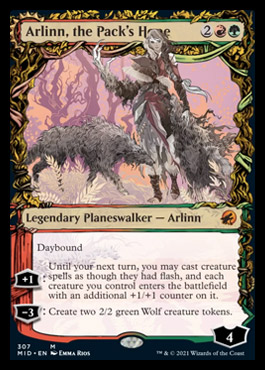 Arlinn, the Pack's Hope 2
Legendary Planeswalker — Arlinn
Daybound
+1 : Until your next turn, you may cast creature
spells as though they had flash, and each
creature you control enters the battlefield
with an additional +1/+1 counter on it.
−3 : Create two 2/2 green Wolf creature tokens.
4
307 M
MID • EN Emma Rios
™ & © 2021 Wizards of the Coast